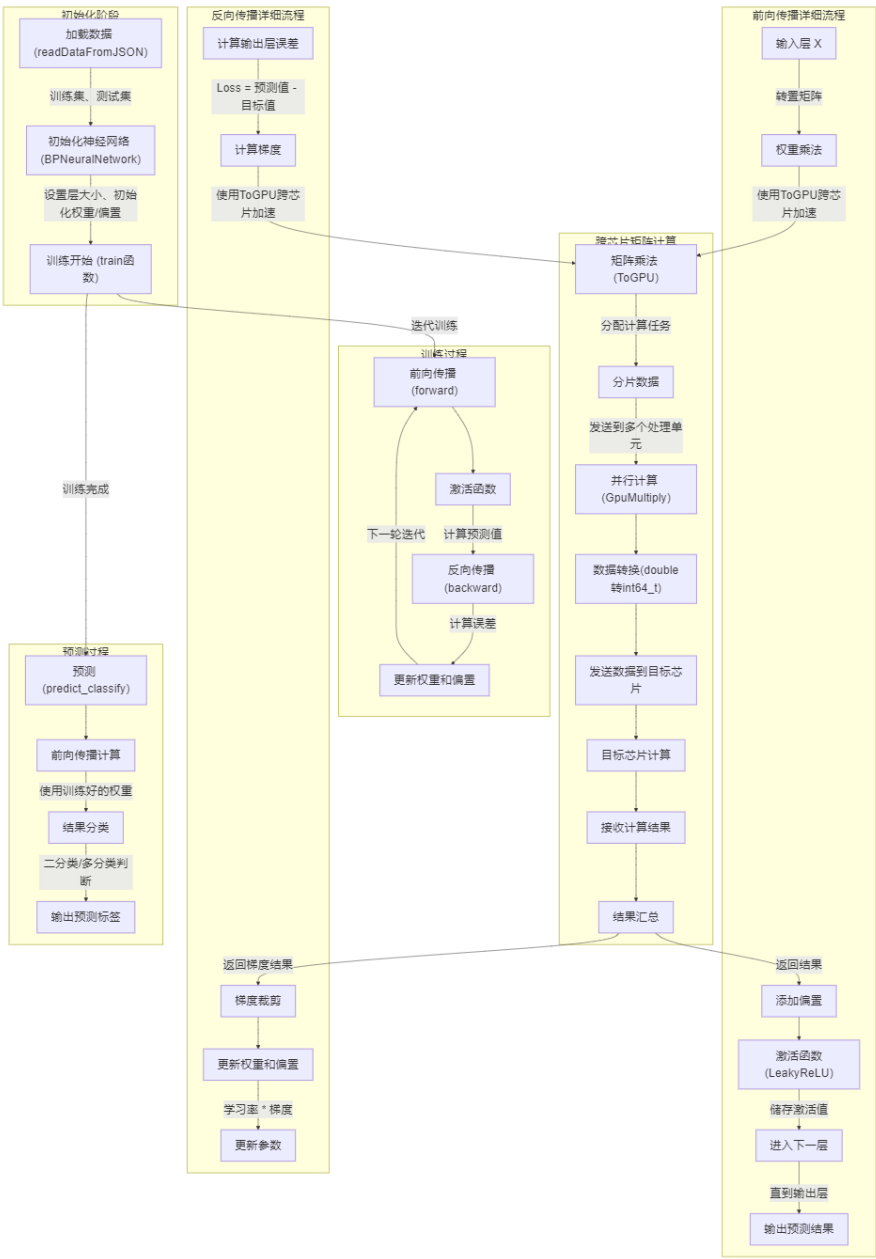 初始化阶段
加载数据
(readDataFromJSON)
训练集、测试集
初始化神经网络
(BPNeuralNetwork)
设置层大小、初始
化权重/偏置
训练开始 (train函
数)
训练完成
预测过程
预测
(predict_classify)
前向传播计算
使用训练好的权重
结果分类
二分类/多分类判
断
输出预测标签
反向传播详细流程
计算输出层误差
Loss = 预测值 -
目标值
计算梯度
使用ToGPU跨芯
片加速
返回梯度结果
梯度裁剪
更新权重和偏置
学习率 * 梯度
更新参数
迭代训练
训练过程
前向传播
(forward)
激活函数
下一轮迭代
计算预测值
反向传播
(backward)
计算误差
更新权重和偏置
跨芯片矩阵计算
矩阵乘法
(ToGPU)
分配计算任务
分片数据
发送到多个处理单
元
并行计算
(GpuMultiply)
数据转换(double
转int64_t)
发送数据到目标芯
片
目标芯片计算
接收计算结果
结果汇总
前向传播详细流程
输入层 X
转置矩阵
权重乘法
使用ToGPU跨芯
片加速
返回结果
添加偏置
激活函数
(LeakyReLU)
储存激活值
进入下一层
直到输出层
输出预测结果